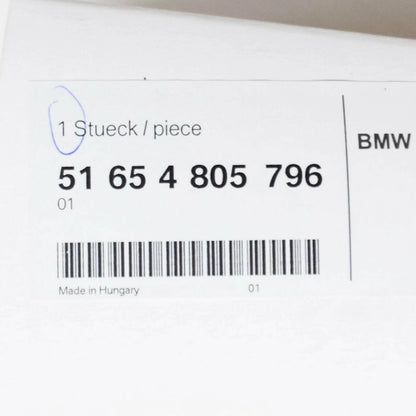 1 Stueck / piece
BMW
51 65 4 805 796
01
Made in Hungary 01